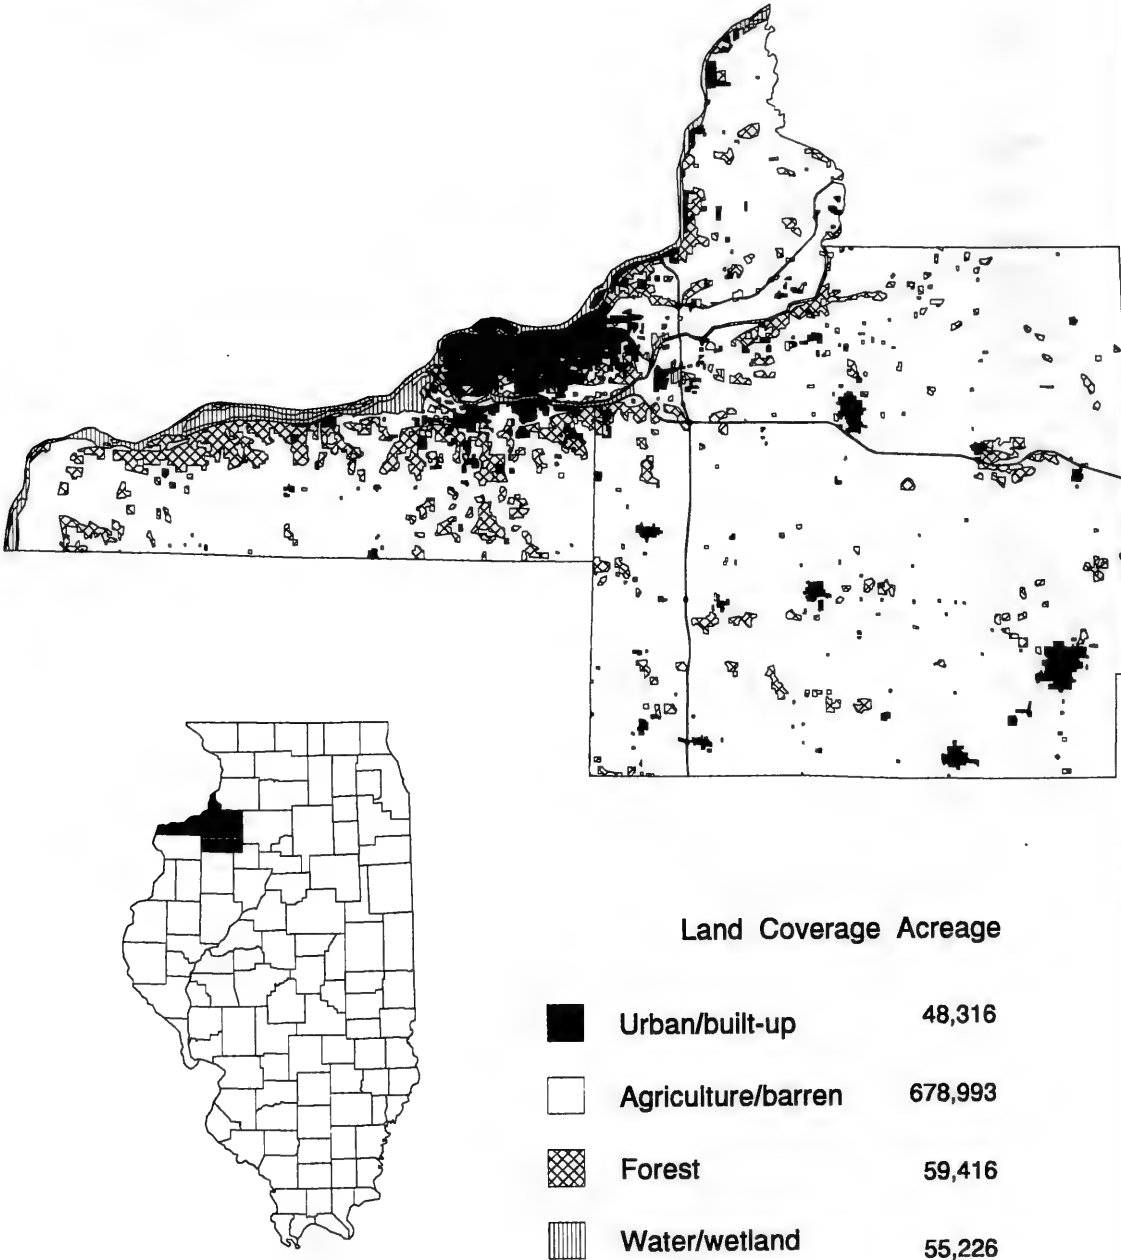 Land Coverage Acreage
Urban/built-up 48,316
Agriculture/barren 678,993
Forest 59,416
Water/wetland 55,226